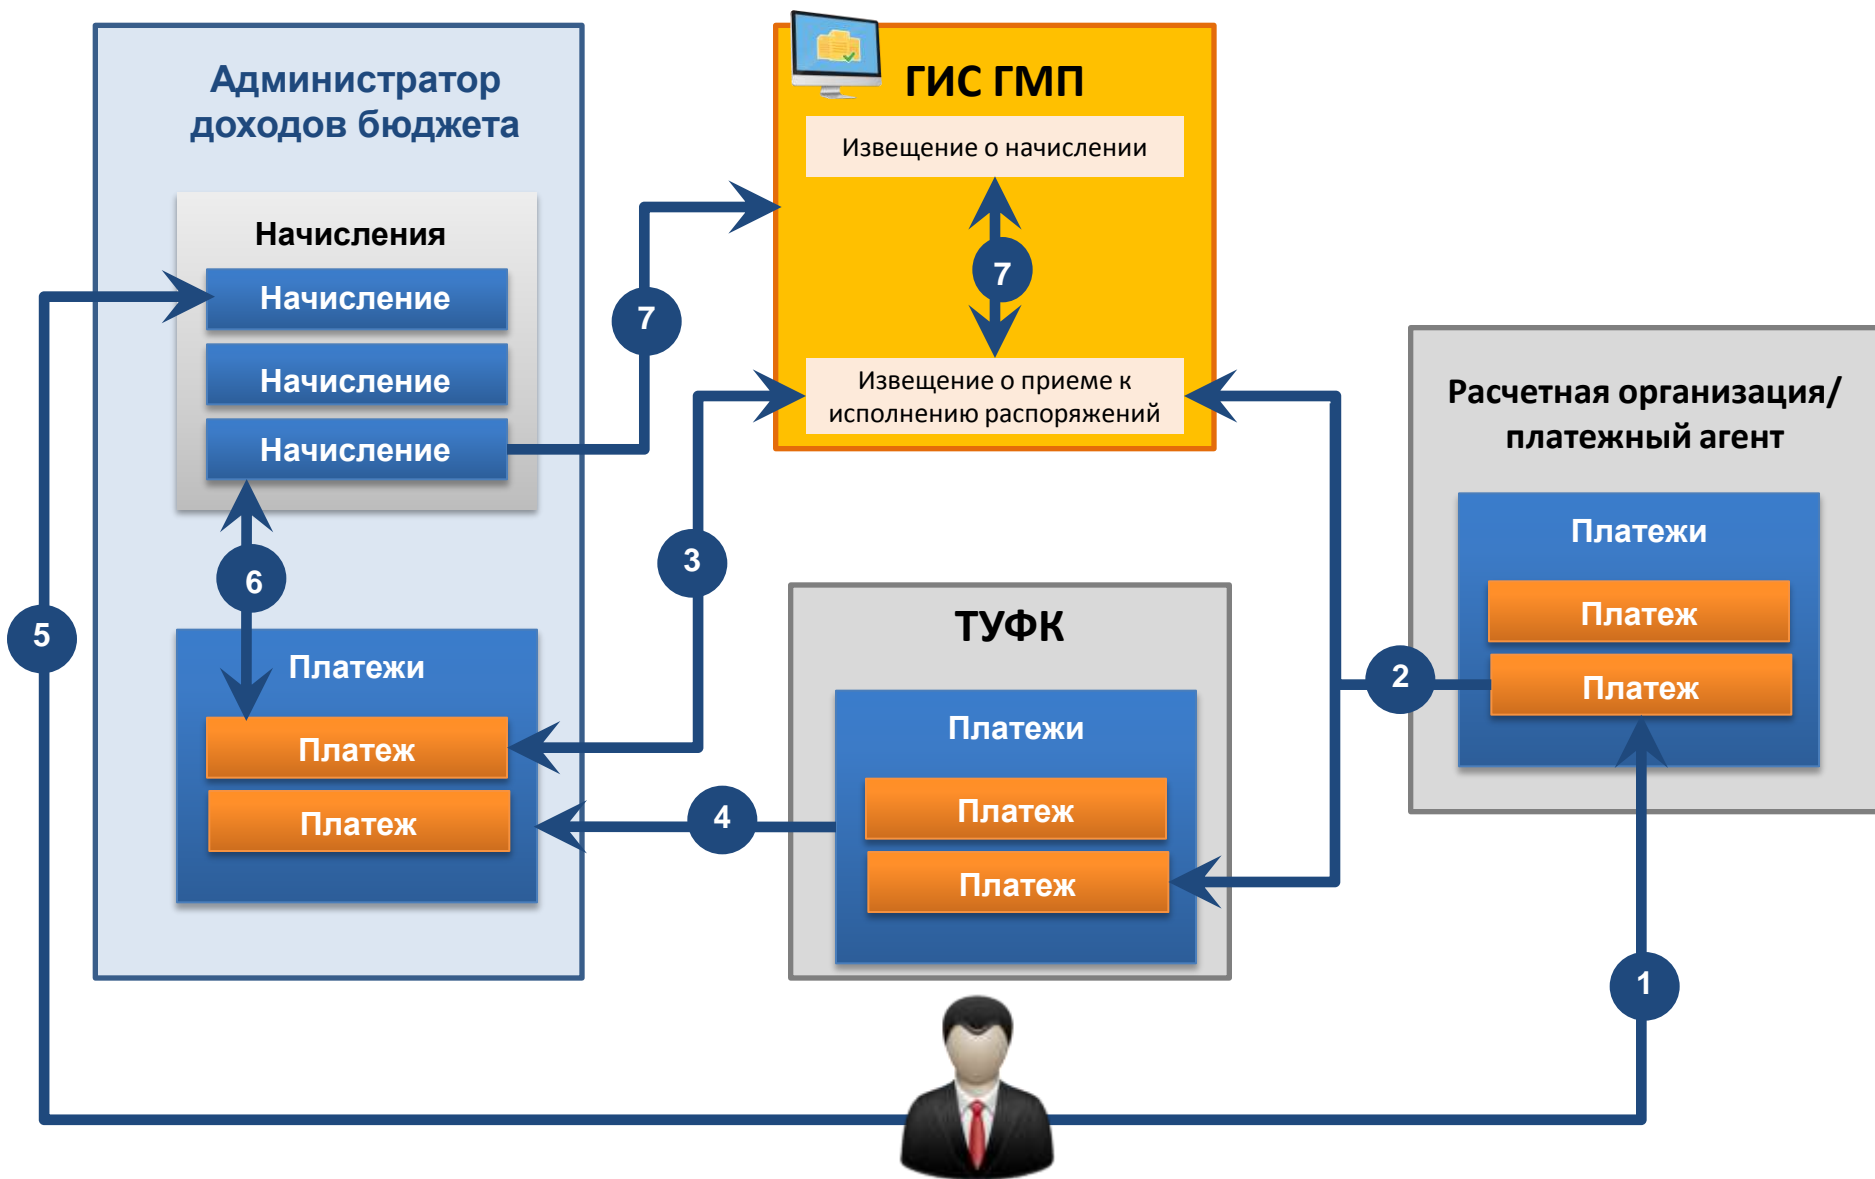 Администратор
доходов бюджета
Начисления
Начисление
Начисление
Начисление
6
Платежи
Платеж
Платеж
5
7
3
4
ГИС ГМП
Извещение о начислении
7
Извещение о приеме к
исполнению распоряжений
ТУФК
Платежи
Платеж
Платеж
2
Расчетная организация/
платежный агент
Платежи
Платеж
Платеж
1